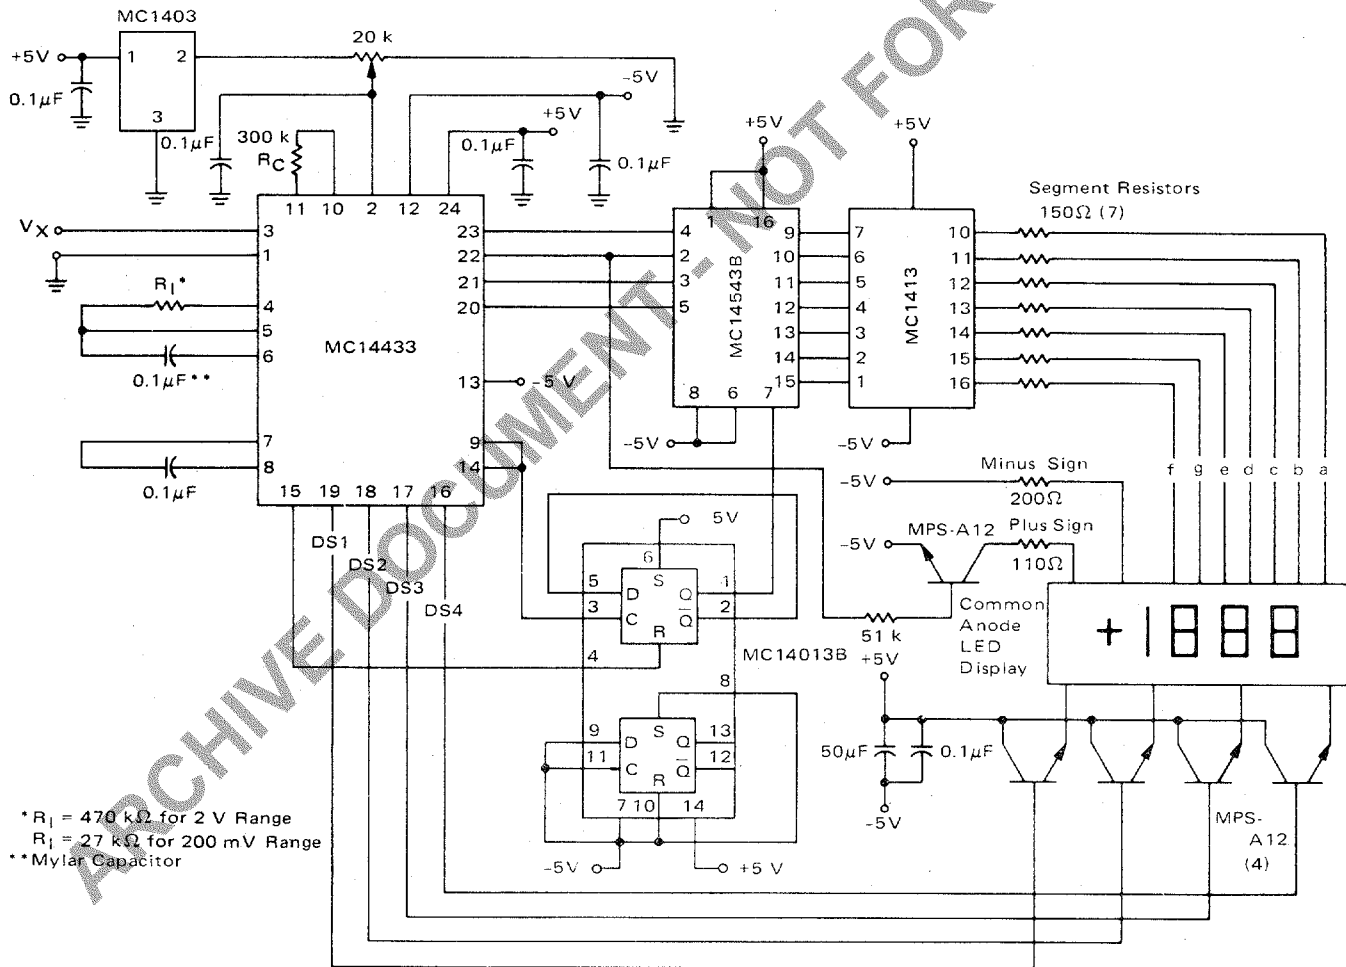 MC1403
+5V
1
2
3
0.1µF
20 k
-5V
+5V
0.1µF
300 k
RC
0.1µF
0.1µF
11 10 2 12 24
VX
3
1
RI*
4
5
6
0.1µF**
7
8
0.1µF
MC14433
23
22
21
20
13
-5 V
9
14
15 19 18 17 16
DS1
DS2
DS3
DS4
+5V
1 16
4
2
3
5
MC14543B
9
10
11
12
13
14
15
8 6 7
-5V
+5V
7
6
5
4
3
2
1
MC1413
10
11
12
13
14
15
16
-5V
Segment Resistors
150Ω (7)
f g e d c b a
-5V
Minus Sign
200Ω
MPS-A12
Plus Sign
-5V
110Ω
51 k
Common
Anode
LED
Display
5V
6
5
3
4
D
C
S
R
Q
Q
1
2
MC14013B
8
9
11
D
C
S
R
Q
Q
13
12
7 10 14
-5V
+5 V
+5V
50µF
0.1µF
-5V
MPS-
A12
(4)
*RI = 470 kΩ for 2 V Range
RI = 27 kΩ for 200 mV Range
**Mylar Capacitor
ARCHIVE DOCUMENT - NOT FOR